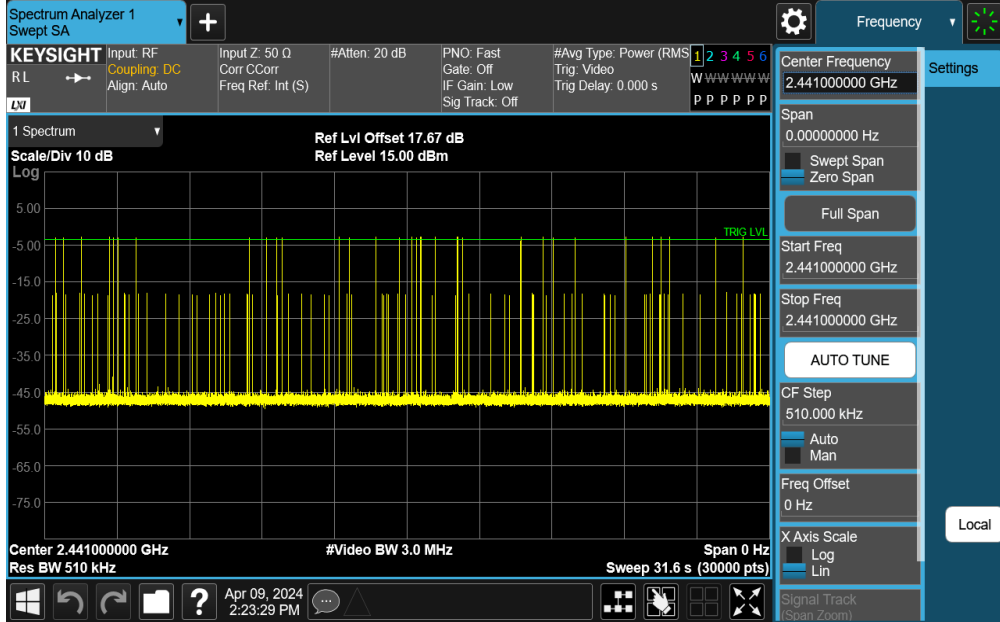 Spectrum Analyzer 1
Swept SA
Frequency
KEYSIGHT
RL
LXI
Input: RF
Coupling: DC
Align: Auto
Input Z: 50 Ω
Corr CCorr
Freq Ref: Int (S)
#Atten: 20 dB
PNO: Fast
Gate: Off
IF Gain: Low
Sig Track: Off
#Avg Type: Power (RMS
Trig: Video
Trig Delay: 0.000 s
1 2 3 4 5 6
W W W W W W
P P P P P P
1 Spectrum
Scale/Div 10 dB
Ref Lvl Offset 17.67 dB
Ref Level 15.00 dBm
Log
5.00
-5.00
-15.0
-25.0
-35.0
-45.0
-55.0
-65.0
-75.0
TRIG LVL
Center 2.441000000 GHz
Res BW 510 kHz
#Video BW 3.0 MHz
Span 0 Hz
Sweep 31.6 s (30000 pts)
Apr 09, 2024
2:23:29 PM
Center Frequency
2.441000000 GHz
Span
0.00000000 Hz
Swept Span
Zero Span
Full Span
Start Freq
2.441000000 GHz
Stop Freq
2.441000000 GHz
AUTO TUNE
CF Step
510.000 kHz
Auto
Man
Freq Offset
0 Hz
X Axis Scale
Log
Lin
Signal Track
(Span Zoom)
Settings
Local